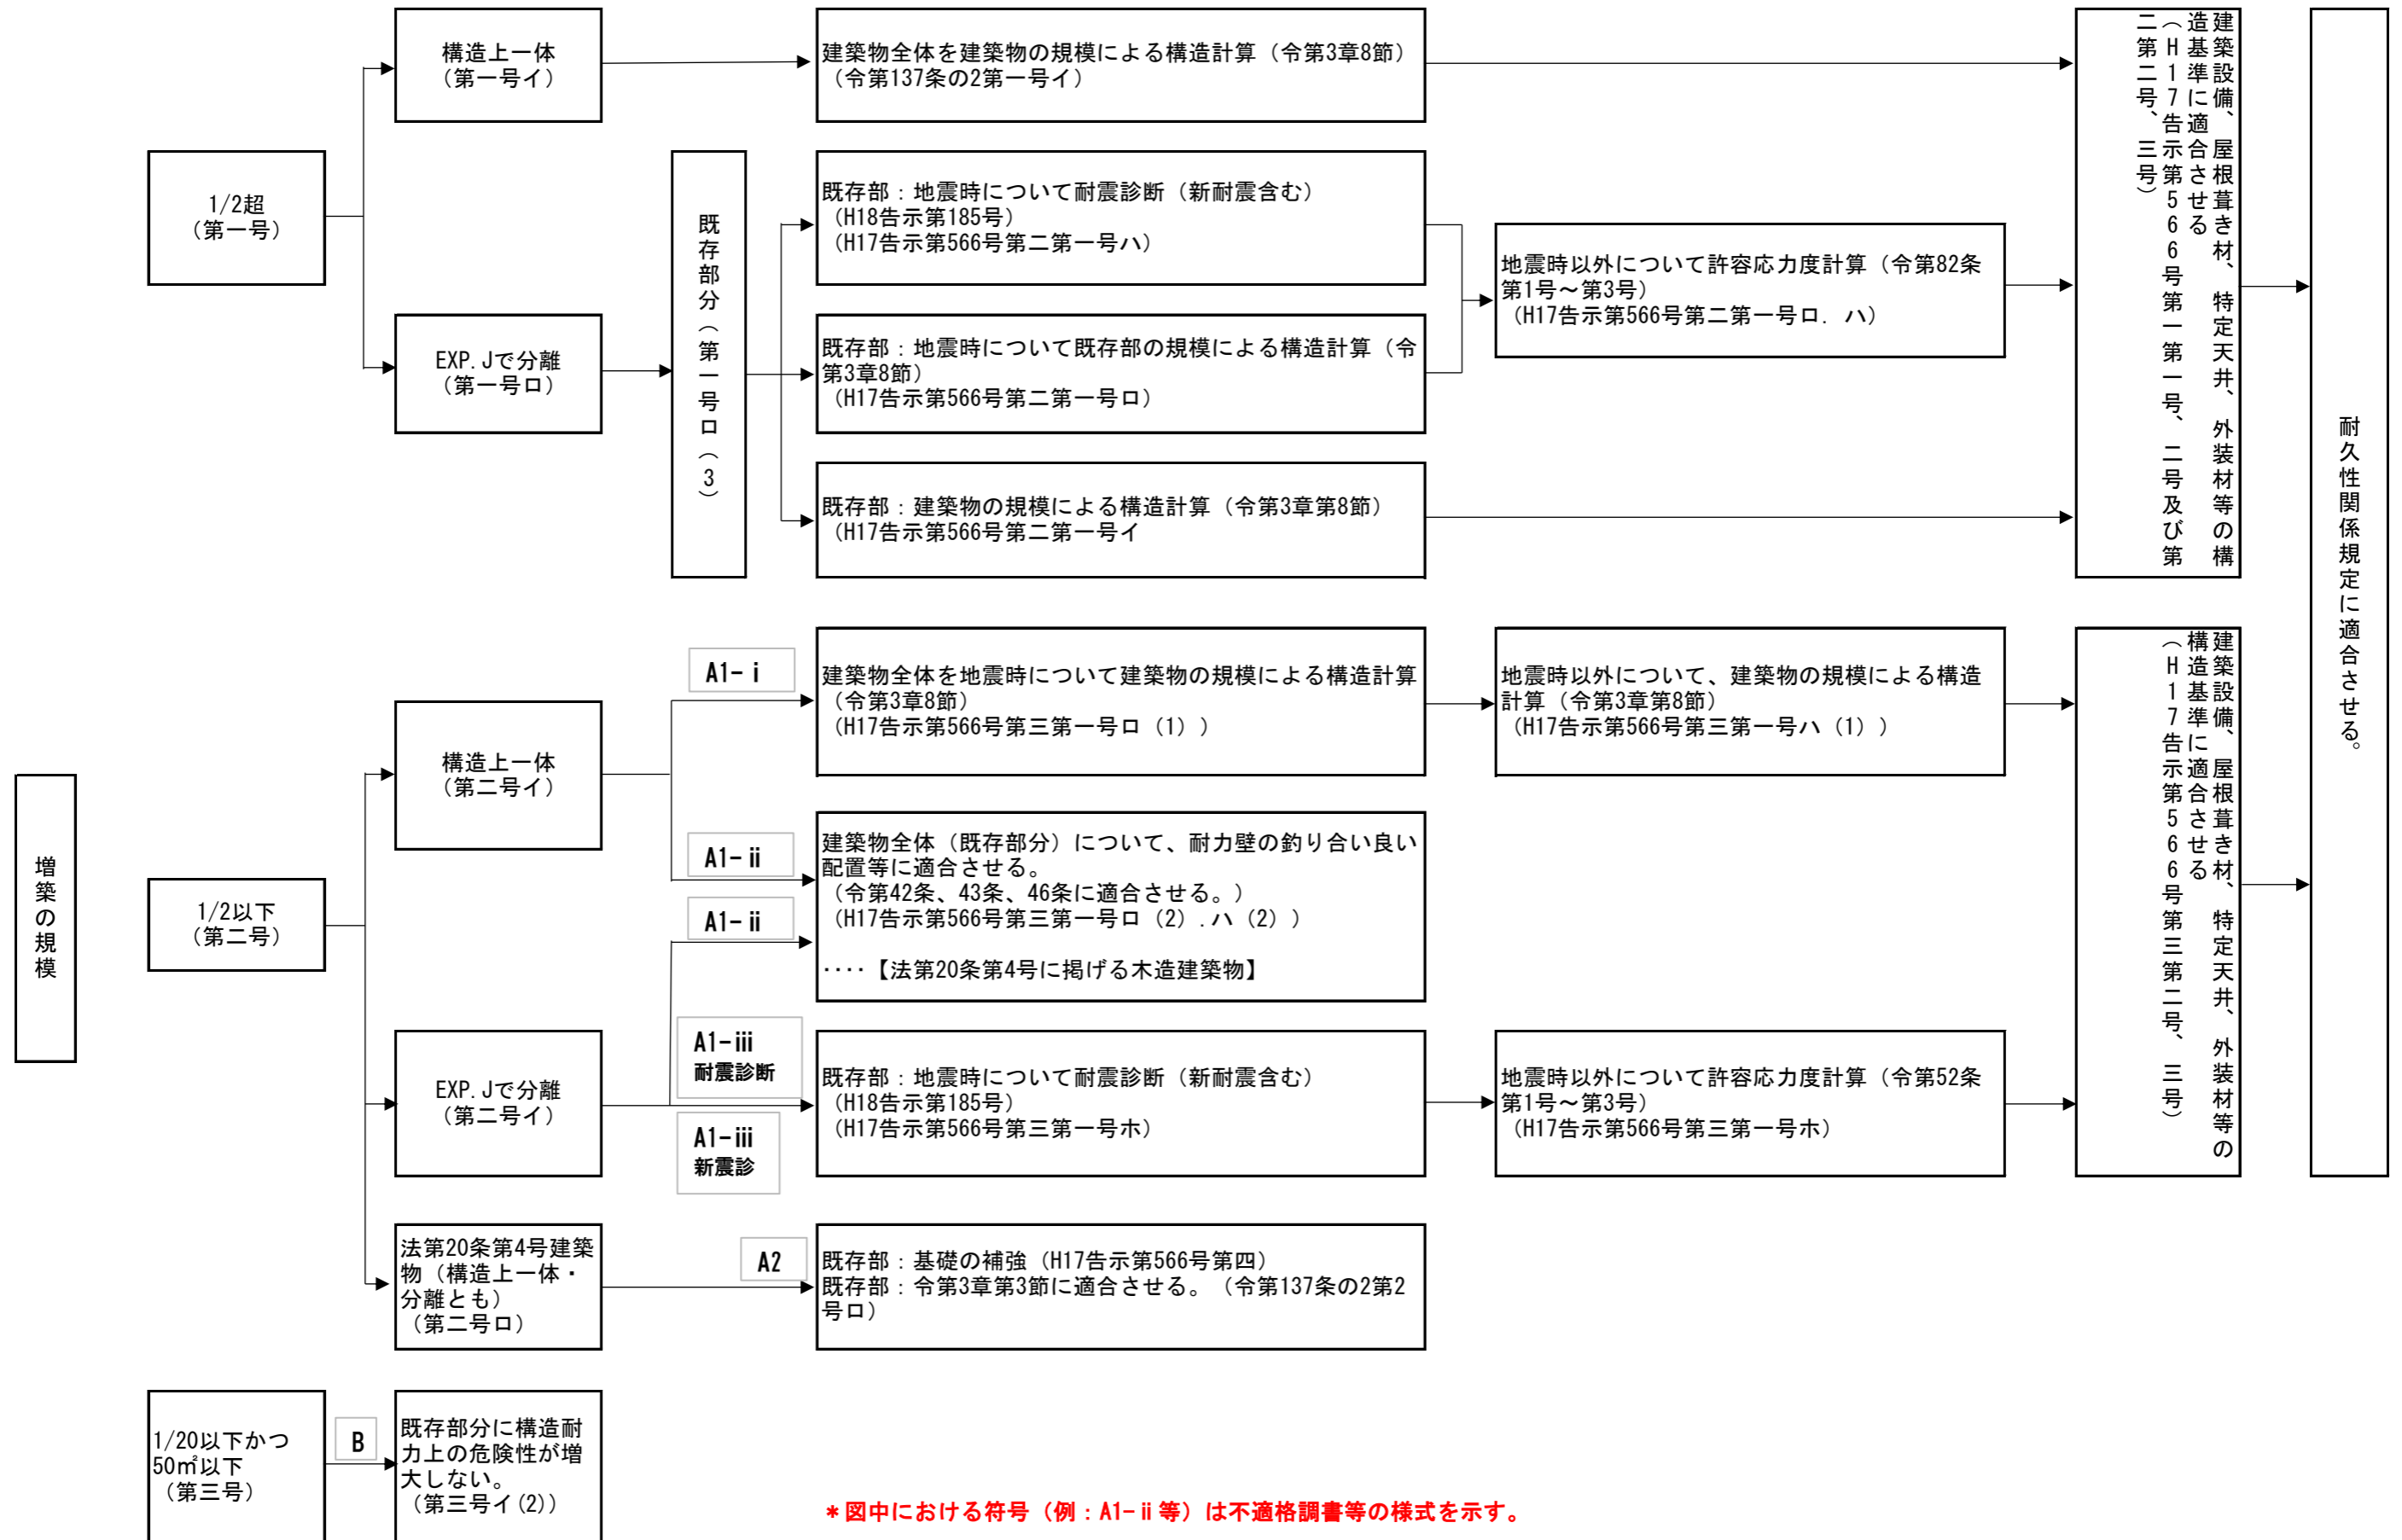 構造上一体
（第一号イ）
建築物全体を建築物の規模による構造計算（令第3章8節）
（令第137条の2第一号イ）
1/2超
（第一号）
EXP.Jで分離
（第一号ロ）
既存部分（第一号ロ（3）
既存部：地震時について耐震診断（新耐震含む）
（H18告示第185号）
（H17告示第566号第二第一号ハ）
既存部：地震時について既存部の規模による構造計算（令
第3章8節）
（H17告示第566号第二第一号ロ）
地震時以外について許容応力度計算（令第82条
第1号～第3号）
（H17告示第566号第二第一号ロ．ハ）
既存部：建築物の規模による構造計算（令第3章第8節）
（H17告示第566号第二第一号イ
建築設備、屋根葺き材、特定天井、外装材等の構
造基準に適合させる
（H17告示第566号第一第一号、二号及び第
二第二号、三号）
耐久性関係規定に適合させる。
増築の規模
1/2以下
（第二号）
構造上一体
（第二号イ）
A1-ⅰ
建築物全体を地震時について建築物の規模による構造計算
（令第3章8節）
（H17告示第566号第三第一号ロ（1））
地震時以外について、建築物の規模による構造
計算（令第3章第8節）
（H17告示第566号第三第一号ハ（1））
A1-ⅱ
A1-ⅱ
建築物全体（既存部分）について、耐力壁の釣り合い良い
配置等に適合させる。
（令第42条、43条、46条に適合させる。）
（H17告示第566号第三第一号ロ（2）.ハ（2））
‥‥【法第20条第4号に掲げる木造建築物】
EXP.Jで分離
（第二号イ）
A1-ⅲ
耐震診断
A1-ⅲ
新震診
既存部：地震時について耐震診断（新耐震含む）
（H18告示第185号）
（H17告示第566号第三第一号ホ）
地震時以外について許容応力度計算（令第52条
第1号～第3号）
（H17告示第566号第三第一号ホ）
建築設備、屋根葺き材、特定天井、外装材等の
構造基準に適合させる
（H17告示第566号第三第二号、三号）
法第20条第4号建築
物（構造上一体・
分離とも）
（第二号ロ）
A2
既存部：基礎の補強（H17告示第566号第四）
既存部：令第3章第3節に適合させる。（令第137条の2第2
号ロ）
1/20以下かつ
50㎡以下
（第三号）
B
既存部分に構造耐
力上の危険性が増
大しない。
（第三号イ(2)）
＊図中における符号（例：A1-ⅱ等）は不適格調書等の様式を示す。